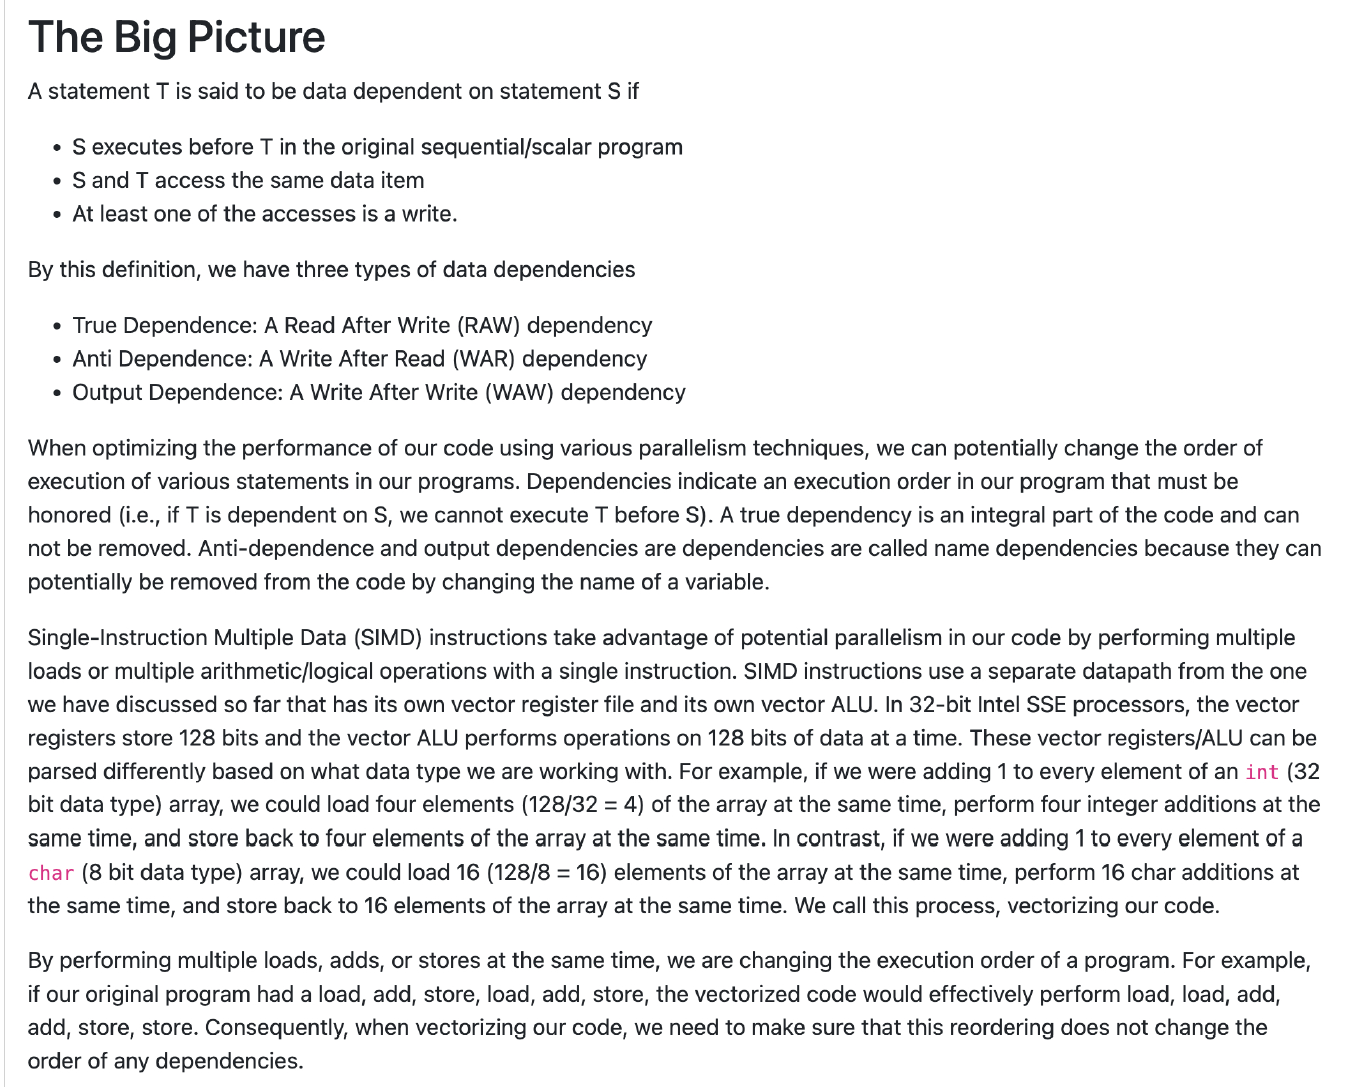 The Big Picture
A statement T is said to be data dependent on statement S if
• S executes before T in the original sequential/scalar program
• S and T access the same data item
• At least one of the accesses is a write.
By this definition, we have three types of data dependencies
• True Dependence: A Read After Write (RAW) dependency
• Anti Dependence: A Write After Read (WAR) dependency
• Output Dependence: A Write After Write (WAW) dependency
When optimizing the performance of our code using various parallelism techniques, we can potentially change the order of
execution of various statements in our programs. Dependencies indicate an execution order in our program that must be
honored (i.e., if T is dependent on S, we cannot execute T before S). A true dependency is an integral part of the code and can
not be removed. Anti-dependence and output dependencies are dependencies are called name dependencies because they can
potentially be removed from the code by changing the name of a variable.
Single-Instruction Multiple Data (SIMD) instructions take advantage of potential parallelism in our code by performing multiple
loads or multiple arithmetic/logical operations with a single instruction. SIMD instructions use a separate datapath from the one
we have discussed so far that has its own vector register file and its own vector ALU. In 32-bit Intel SSE processors, the vector
registers store 128 bits and the vector ALU performs operations on 128 bits of data at a time. These vector registers/ALU can be
parsed differently based on what data type we are working with. For example, if we were adding 1 to every element of an int (32
bit data type) array, we could load four elements (128/32 = 4) of the array at the same time, perform four integer additions at the
same time, and store back to four elements of the array at the same time. In contrast, if we were adding 1 to every element of a
char (8 bit data type) array, we could load 16 (128/8 = 16) elements of the array at the same time, perform 16 char additions at
the same time, and store back to 16 elements of the array at the same time. We call this process, vectorizing our code.
By performing multiple loads, adds, or stores at the same time, we are changing the execution order of a program. For example,
if our original program had a load, add, store, load, add, store, the vectorized code would effectively perform load, load, add,
add, store, store. Consequently, when vectorizing our code, we need to make sure that this reordering does not change the
order of any dependencies.